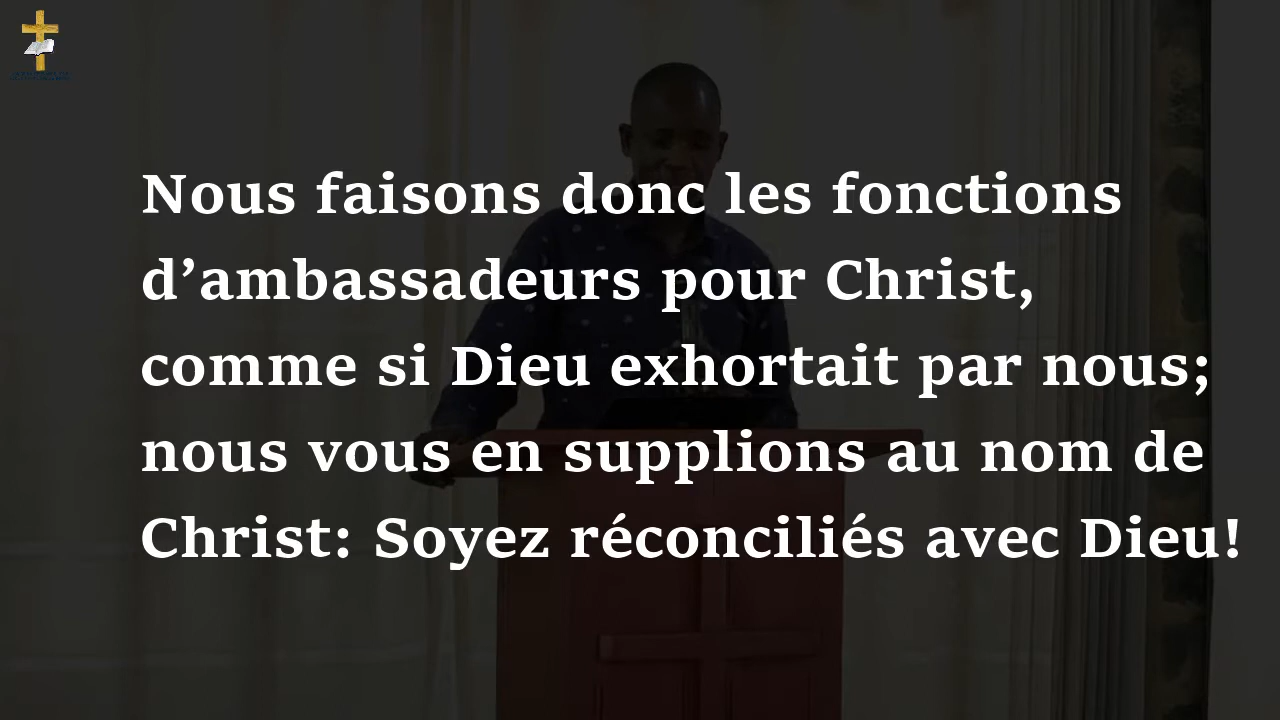 Nous faisons donc les fonctions
d’ambassadeurs pour Christ,
comme si Dieu exhortait par nous;
nous vous en supplions au nom de
Christ: Soyez réconciliés avec Dieu!